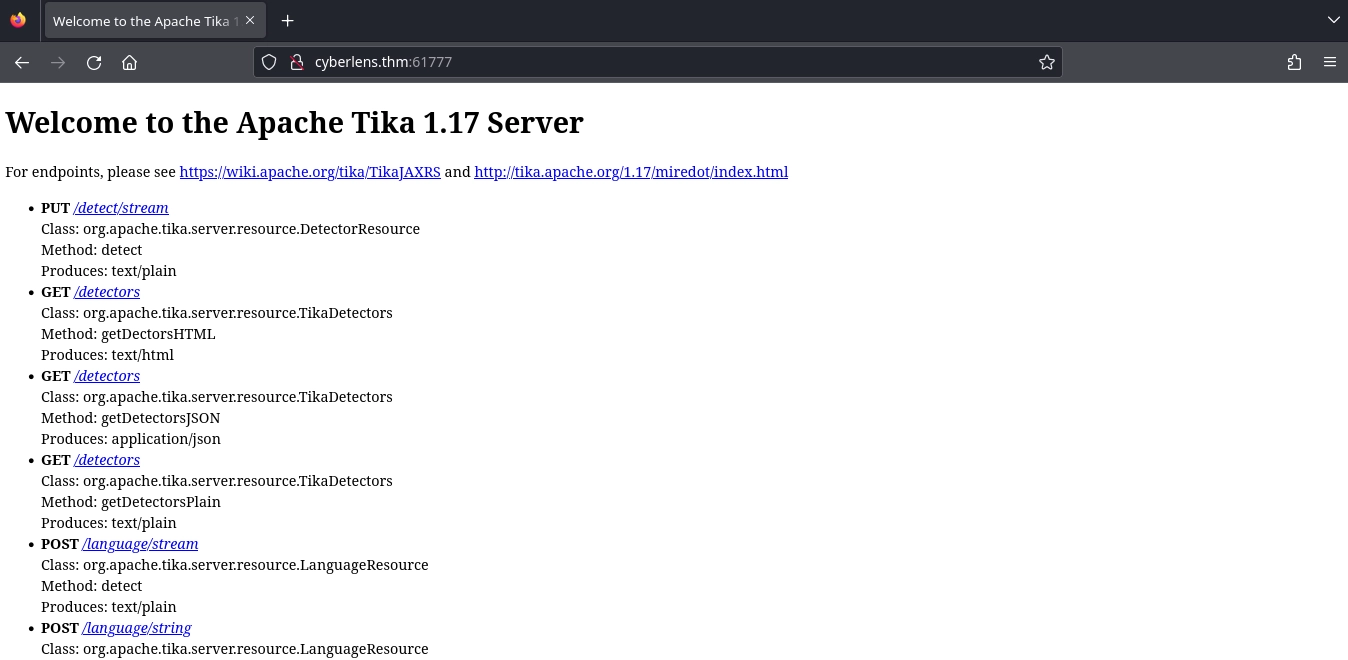 Welcome to the Apache Tika 1
cyberlens.thm:61777
Welcome to the Apache Tika 1.17 Server
For endpoints, please see https://wiki.apache.org/tika/TikaJAXRS and http://tika.apache.org/1.17/miredot/index.html
• PUT /detect/stream
Class: org.apache.tika.server.resource.DetectorResource
Method: detect
Produces: text/plain
• GET /detectors
Class: org.apache.tika.server.resource.TikaDetectors
Method: getDectorsHTML
Produces: text/html
• GET /detectors
Class: org.apache.tika.server.resource.TikaDetectors
Method: getDetectorsJSON
Produces: application/json
• GET /detectors
Class: org.apache.tika.server.resource.TikaDetectors
Method: getDetectorsPlain
Produces: text/plain
• POST /language/stream
Class: org.apache.tika.server.resource.LanguageResource
Method: detect
Produces: text/plain
• POST /language/string
Class: org.apache.tika.server.resource.LanguageResource